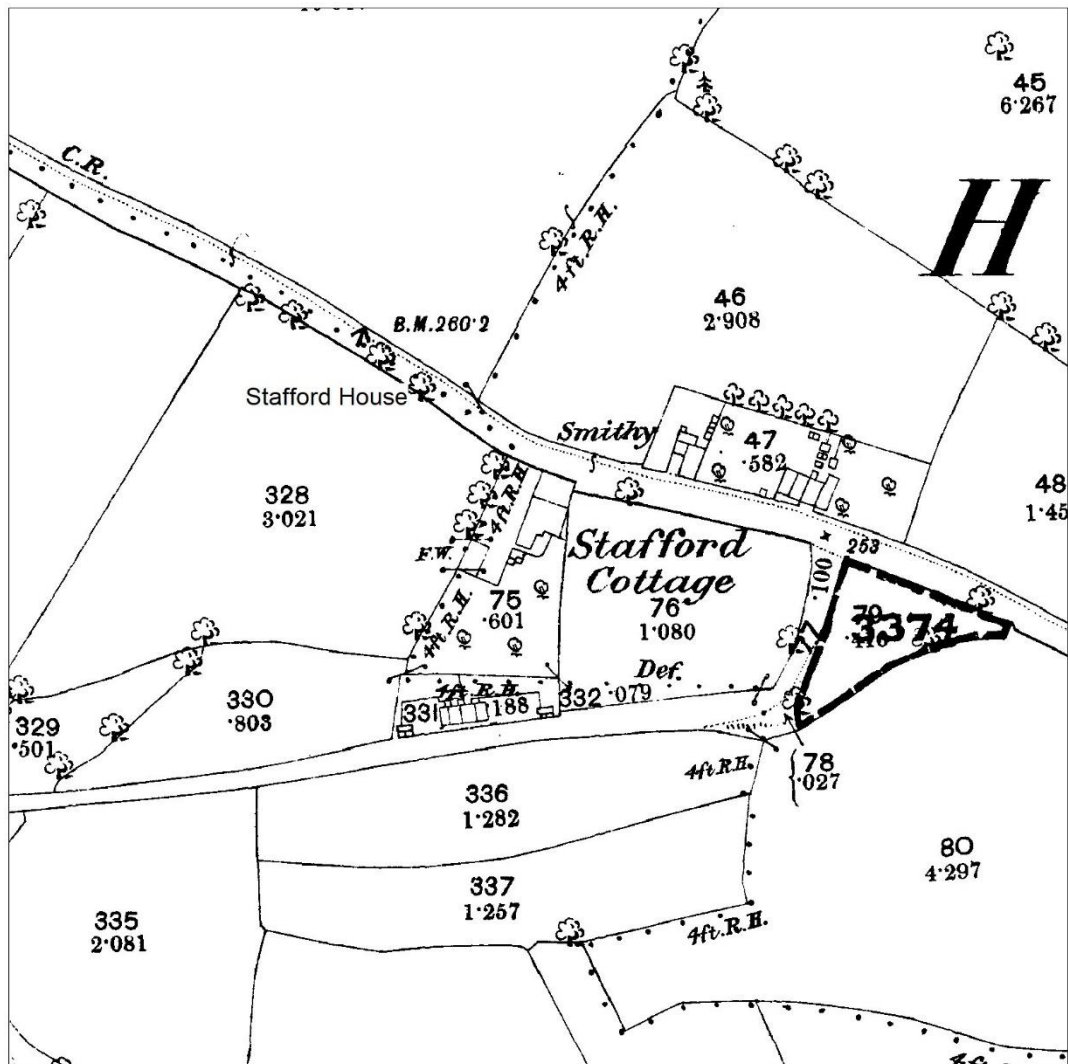 45
6·267
C.R.
H
4ft. R.H.
46
2·908
B.M.260·2
Stafford House
Smithy
47
·582
48
1·45
328
3·021
4ft. R.H
F.W.
Stafford
Cottage
253
·100
75
·601
76
1·080
79
3374
77
4ft. R.H.
Def.
4ft R.H.
332
·079
331
·188
330
·803
329
·501
78
·027
4ft R.H.
336
1·282
80
4·297
337
1·257
335
2·081
4ft. R.H.